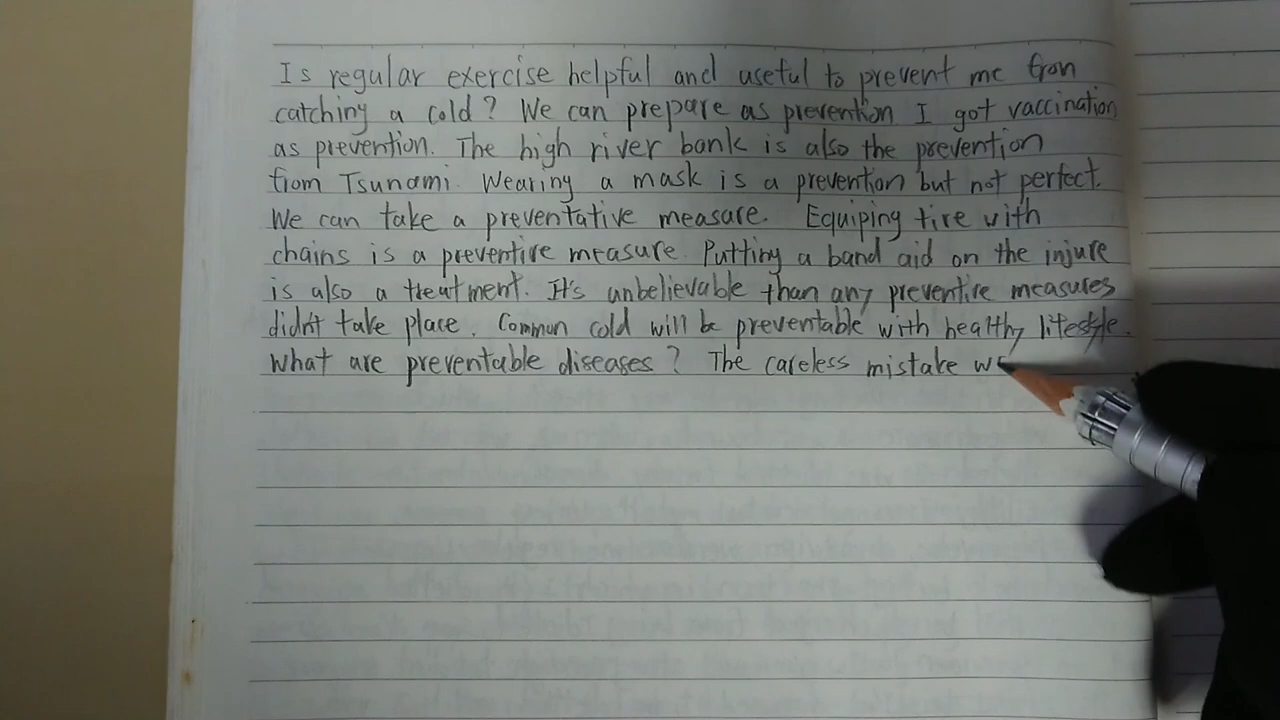 Is regular exercise helpful and useful to prevent me from
catching a cold? We can prepare as prevention I got vaccination
as prevention. The high river bank is also the prevention
from Tsunami. Wearing a mask is a prevention but not perfect.
We can take a preventative measure. Equiping tire with
chains is a preventive measure. Putting a band aid on the injure
is also a treatment. It's unbelievable than any preventive measures
didn't take place. Common cold will be preventable with healthy lifestyle.
What are preventable diseases? The careless mistake